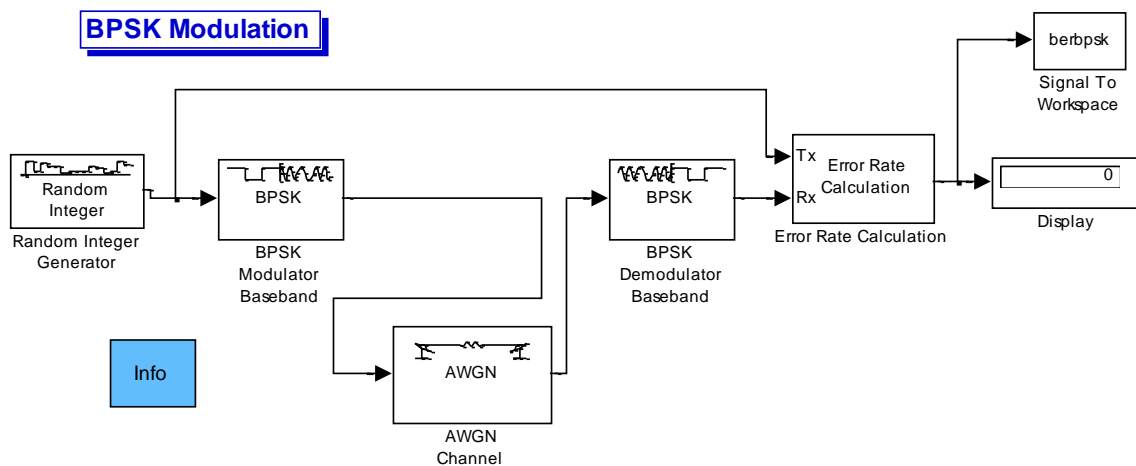 BPSK Modulation
berbpsk
Signal To
Workspace
Random
Integer
Random Integer
Generator
BPSK
BPSK
Modulator
Baseband
BPSK
BPSK
Demodulator
Baseband
Tx
Rx
Error Rate
Calculation
Error Rate Calculation
0
Display
Info
AWGN
AWGN
Channel